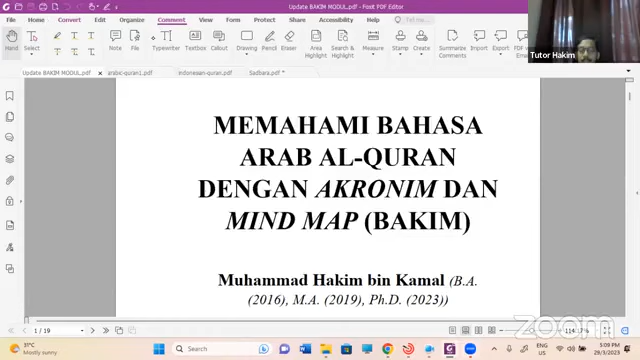 Update BAKIM MODUL.pdf - Foxit PDF Editor
Home Convert Edit Organize Comment View Form Protect Share Accessibility Help
Hand Select Note File Typewriter Textbox Callout Drawing Pencil Eraser Area Highlight Search & Highlight Measure Stamp Create Summarize Comments Import Export
Tutor Hakim
Update BAKIM MODUL.pdf arabic-quran1.pdf indonesian-quran.pdf Sadbara.pdf *
MEMAHAMI BAHASA
ARAB AL-QURAN
DENGAN AKRONIM DAN
MIND MAP (BAKIM)
Muhammad Hakim bin Kamal (B.A.
(2016), M.A. (2019), Ph.D. (2023))
zoom
1 / 19
31°C
Mostly sunny
Search
ENG
US
5:09 PM
29/3/2023